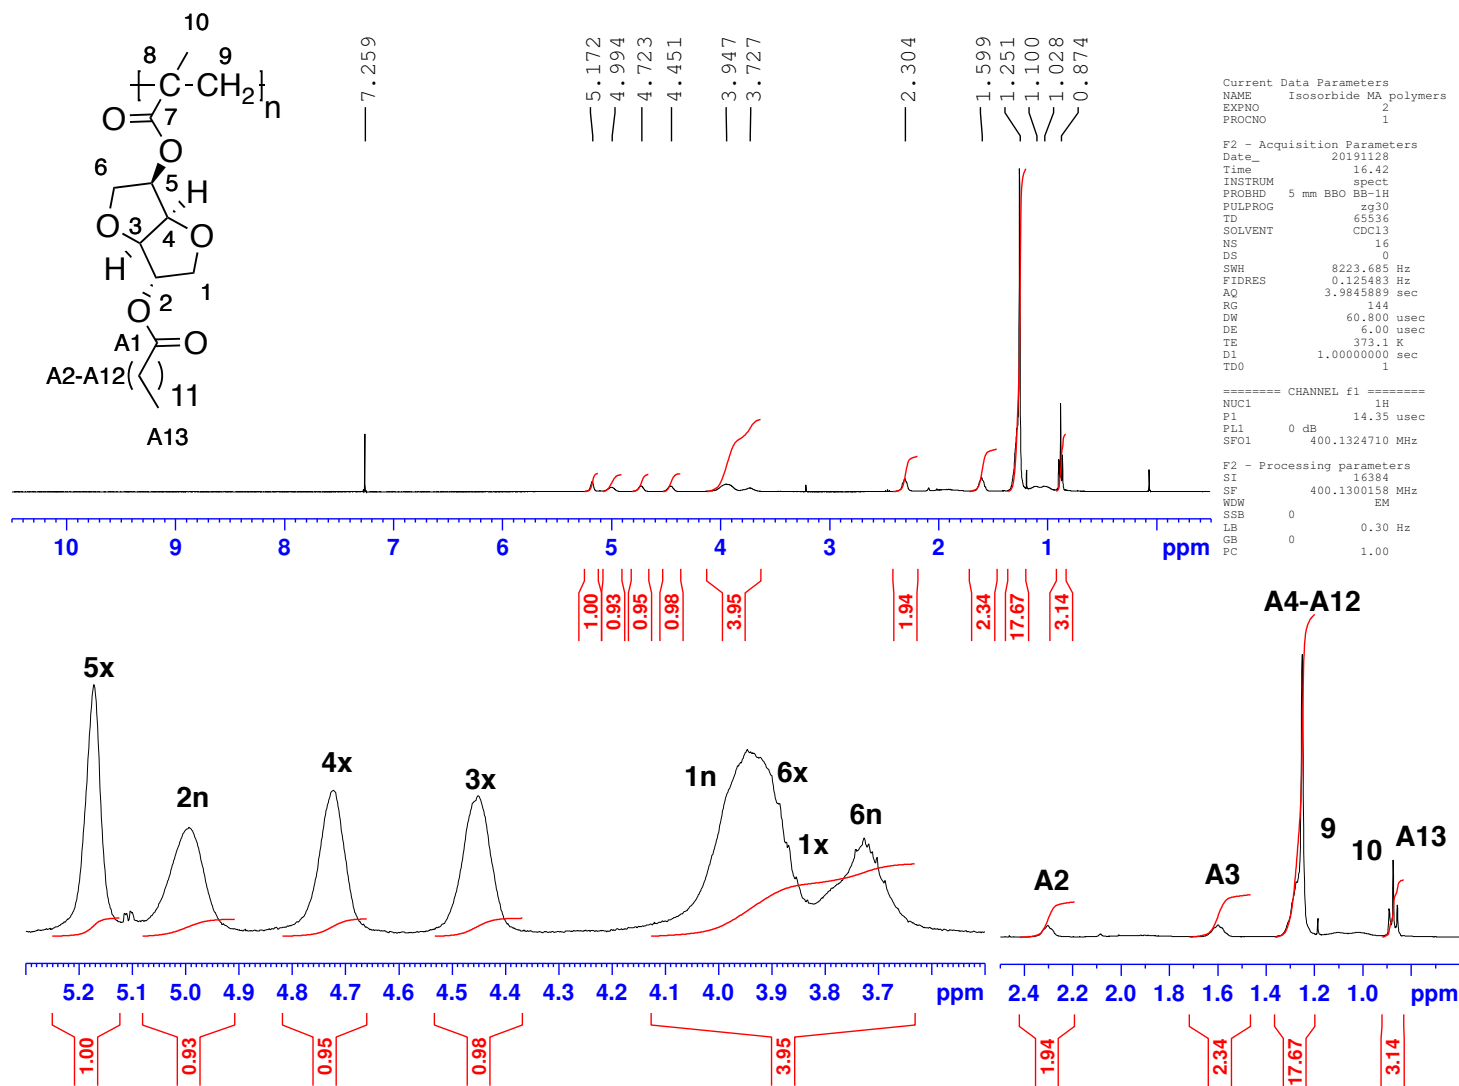 10
8
9
C
CH2
n
7
O
O
6
5
H
3
O
4
O
H
1
2
O
A1
O
A2-A12
11
A13
7.259
5.172
4.994
4.723
4.451
3.947
3.727
2.304
1.599
1.251
1.100
1.028
0.874
Current Data Parameters
NAME Isosorbide MA polymers
EXPNO 2
PROCNO 1
F2 - Acquisition Parameters
Date_ 20191128
Time 16.42
INSTRUM spect
PROBHD 5 mm BBO BB-1H
PULPROG zg30
TD 65536
SOLVENT CDCl3
NS 16
DS 0
SWH 8223.685 Hz
FIDRES 0.125483 Hz
AQ 3.9845889 sec
RG 144
DW 60.800 usec
DE 6.00 usec
TE 373.1 K
D1 1.00000000 sec
TD0 1
======== CHANNEL f1 ========
NUC1 1H
P1 14.35 usec
PL1 0 dB
SFO1 400.1324710 MHz
F2 - Processing parameters
SI 16384
SF 400.1300158 MHz
WDW EM
SSB 0
LB 0.30 Hz
GB 0
PC 1.00
10 9 8 7 6 5 4 3 2 1 ppm
1.00 0.93 0.95 0.98 3.95 1.94 2.34 17.67 3.14
5x
2n
4x
3x
1n
6x
1x
6n
A2
A3
A4-A12
9
10
A13
5.2 5.1 5.0 4.9 4.8 4.7 4.6 4.5 4.4 4.3 4.2 4.1 4.0 3.9 3.8 3.7 ppm
2.4 2.2 2.0 1.8 1.6 1.4 1.2 1.0 ppm
1.00 0.93 0.95 0.98 3.95
1.94 2.34 17.67 3.14